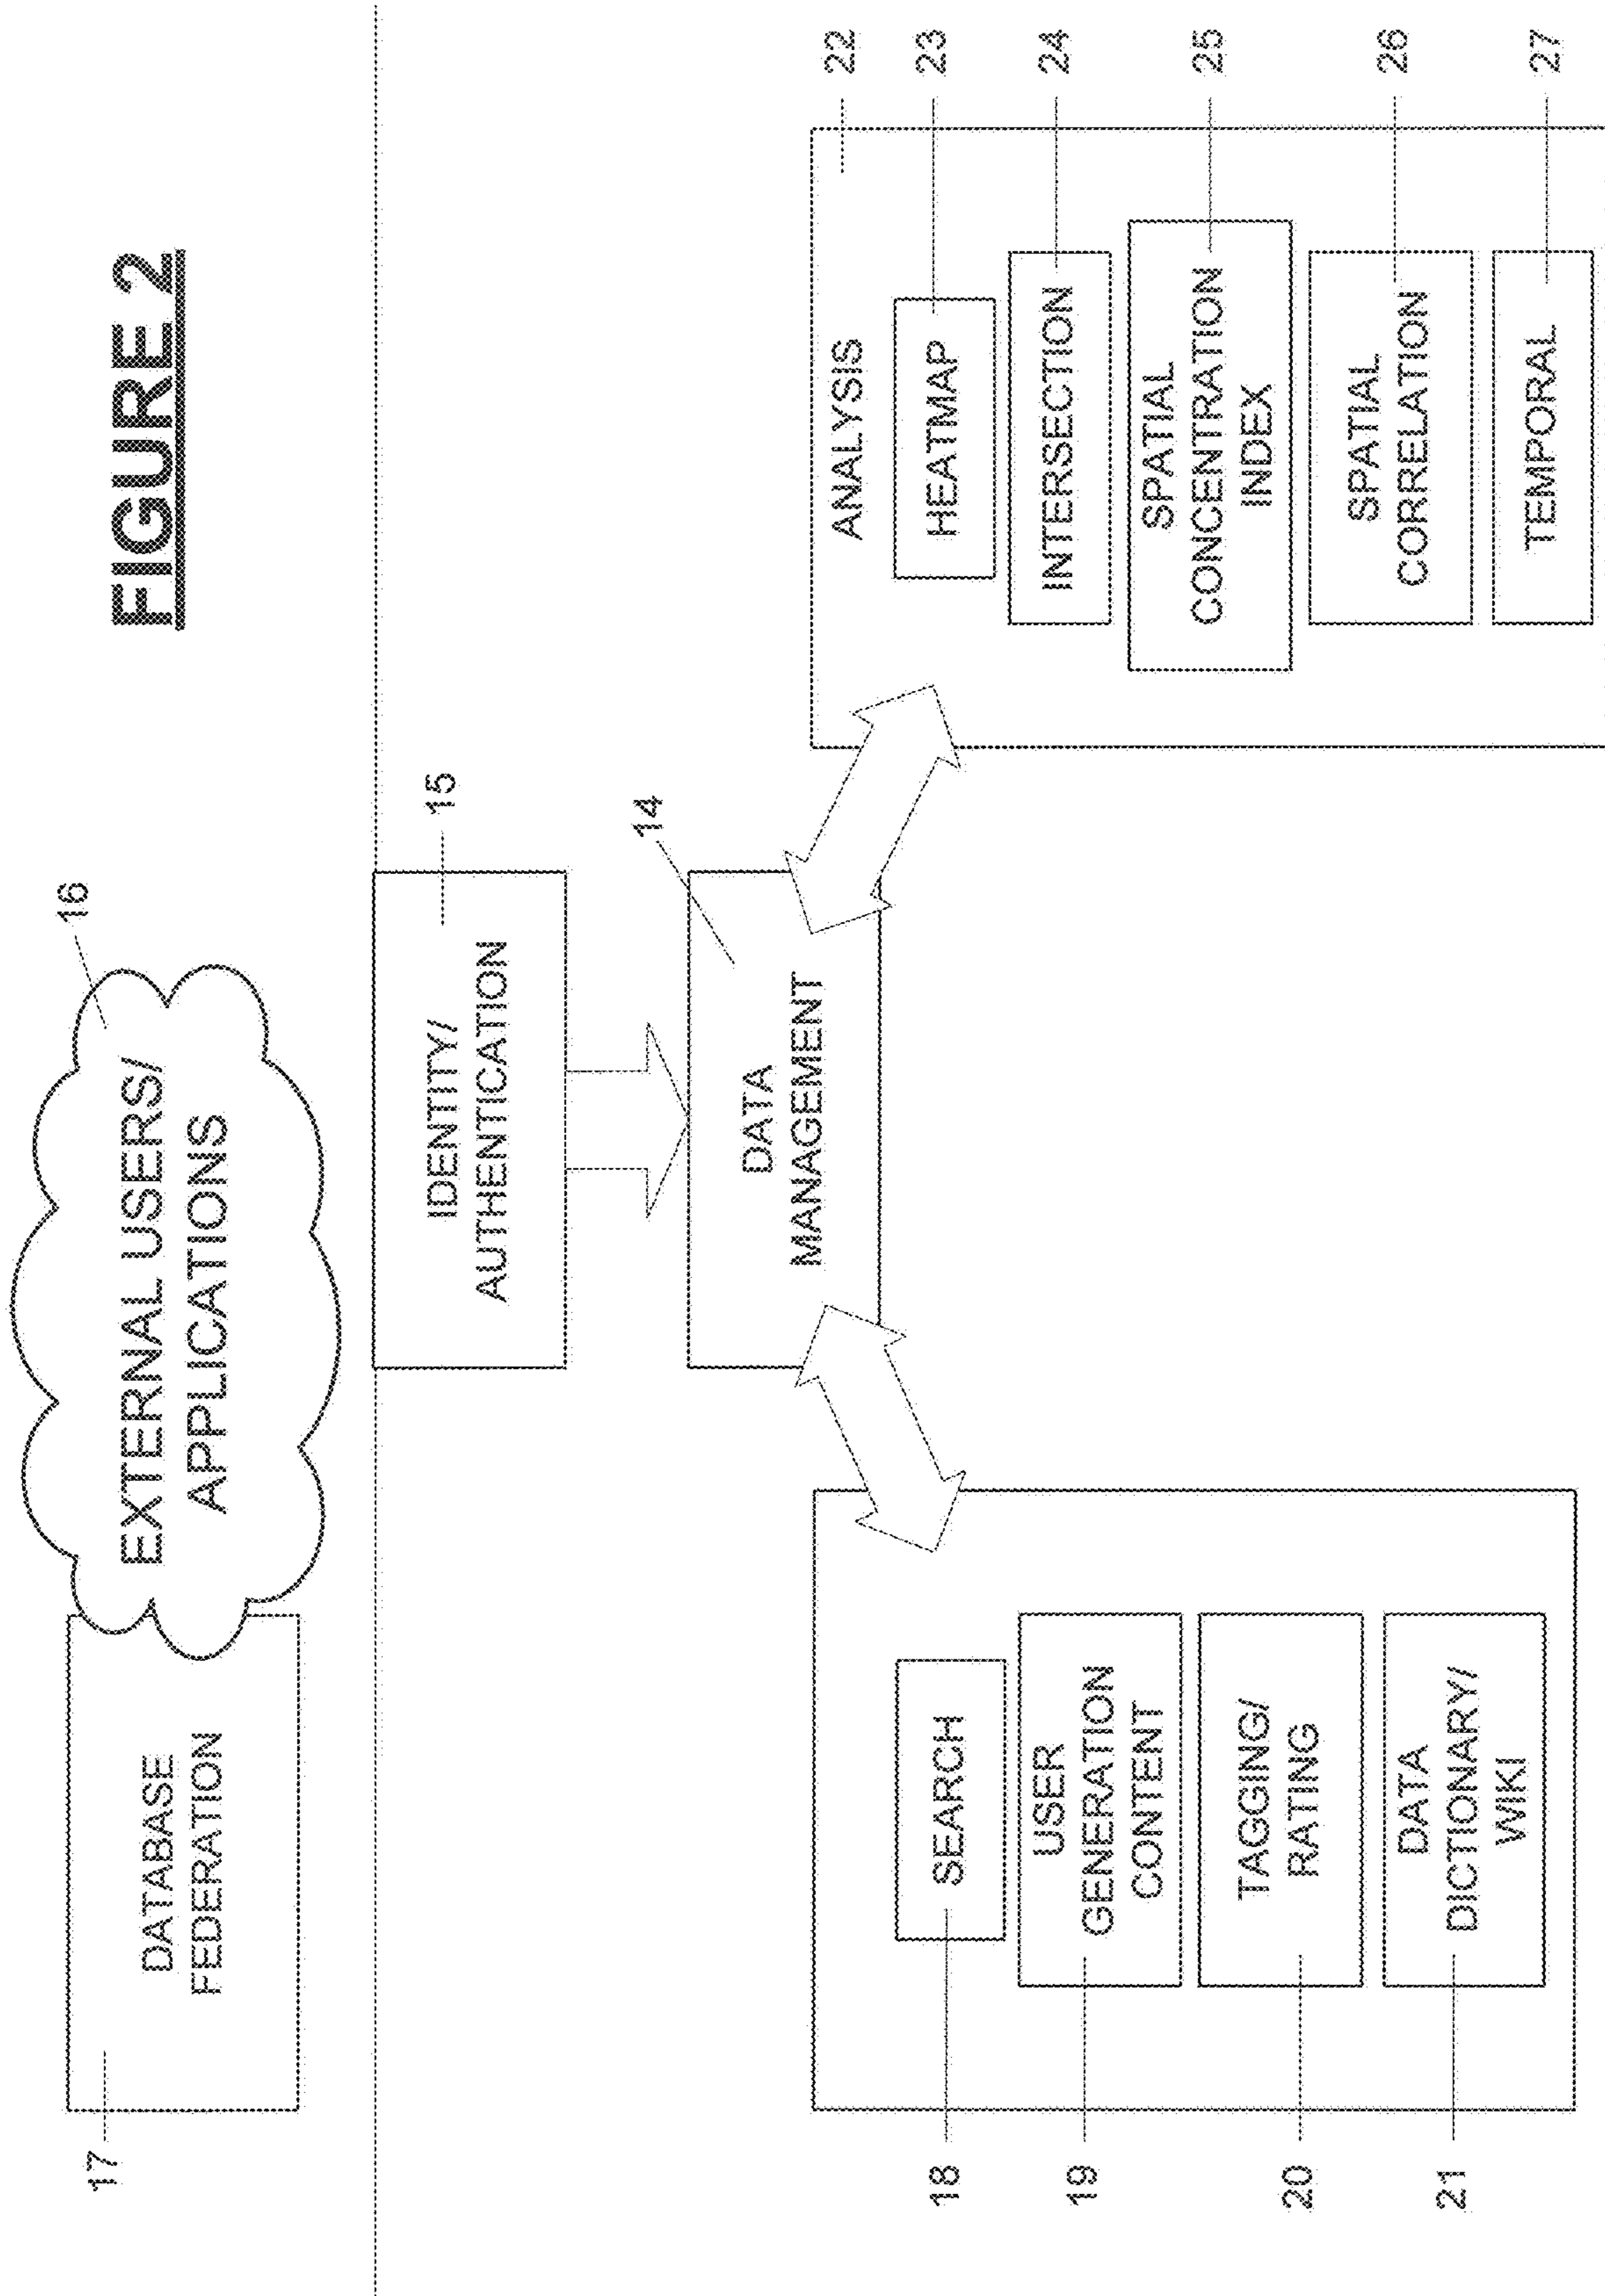 FIGURE 2
17
DATABASE
FEDERATION
EXTERNAL USERS/
APPLICATIONS
16
IDENTITY/
AUTHENTICATION
15
DATA
MANAGEMENT
14
18
SEARCH
19
USER
GENERATION
CONTENT
20
TAGGING/
RATING
21
DATA
DICTIONARY/
WIKI
ANALYSIS
22
HEATMAP
23
INTERSECTION
24
SPATIAL
CONCENTRATION
INDEX
25
SPATIAL
CORRELATION
26
TEMPORAL
27